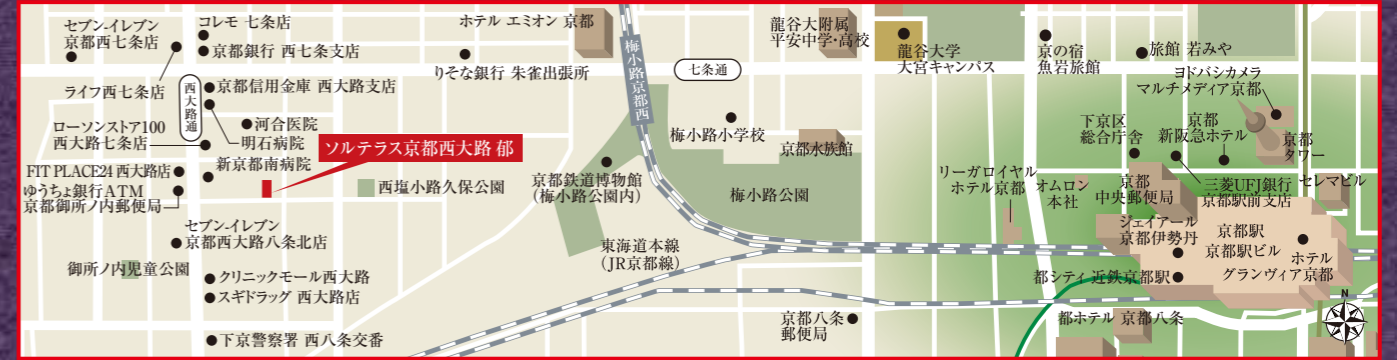 セブン-イレブン
京都西七条店
コレモ 七条店
京都銀行 西七条支店
ライフ西七条店
西大路通
京都信用金庫 西大路支店
河合医院
明石病院
ローソンストア100
西大路七条店
新京都南病院
FIT PLACE24 西大路店
ゆうちょ銀行ATM
京都御所ノ内郵便局
ソルテラス京都西大路 郁
西塩小路久保公園
セブン-イレブン
京都西大路八条北店
御所ノ内児童公園
クリニックモール西大路
スギドラッグ 西大路店
下京警察署 西八条交番
ホテル エミオン 京都
りそな銀行 朱雀出張所
梅小路京都西
七条通
梅小路小学校
京都水族館
京都鉄道博物館
(梅小路公園内)
梅小路公園
東海道本線
(JR京都線)
京都八条
郵便局
龍谷大附属
平安中学・高校
龍谷大学
大宮キャンパス
京の宿
魚岩旅館
旅館 若みや
ヨドバシカメラ
マルチメディア京都
下京区
総合庁舎
京都
新阪急ホテル
京都
タワー
リーガロイヤル
ホテル京都
オムロン
本社
京都
中央郵便局
三菱UFJ銀行
京都駅前支店
セレマビル
ジェイアール
京都伊勢丹
京都駅
京都駅ビル
ホテル
グランヴィア京都
都シティ 近鉄京都駅
都ホテル 京都八条
N